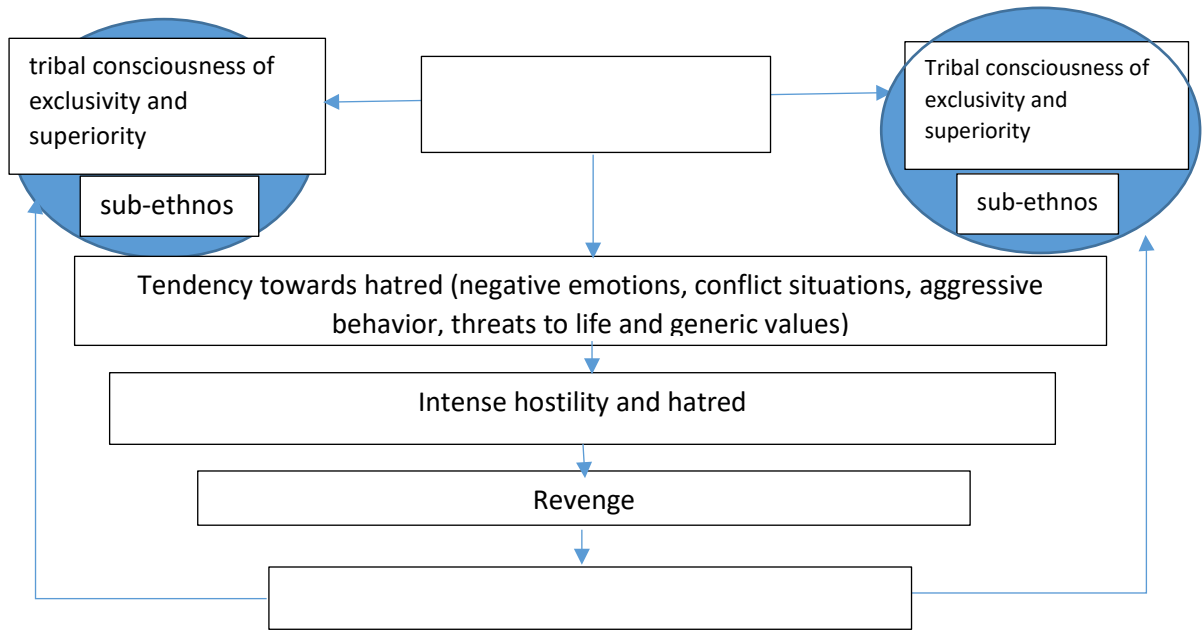 tribal consciousness of
exclusivity and
superiority
sub-ethnos
Tribal consciousness of
exclusivity and
superiority
sub-ethnos
Tendency towards hatred (negative emotions, conflict situations, aggressive
behavior, threats to life and generic values)
Intense hostility and hatred
Revenge